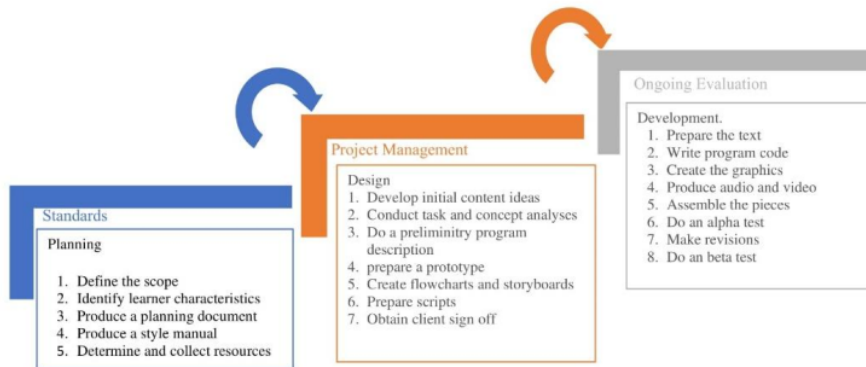 Standards
Planning
1. Define the scope
2. Identify learner characteristics
3. Produce a planning document
4. Produce a style manual
5. Determine and collect resources
Project Management
Design
1. Develop initial content ideas
2. Conduct task and concept analyses
3. Do a preliminitry program
description
4. prepare a prototype
5. Create flowcharts and storyboards
6. Prepare scripts
7. Obtain client sign off
Ongoing Evaluation
Development.
1. Prepare the text
2. Write program code
3. Create the graphics
4. Produce audio and video
5. Assemble the pieces
6. Do an alpha test
7. Make revisions
8. Do an beta test